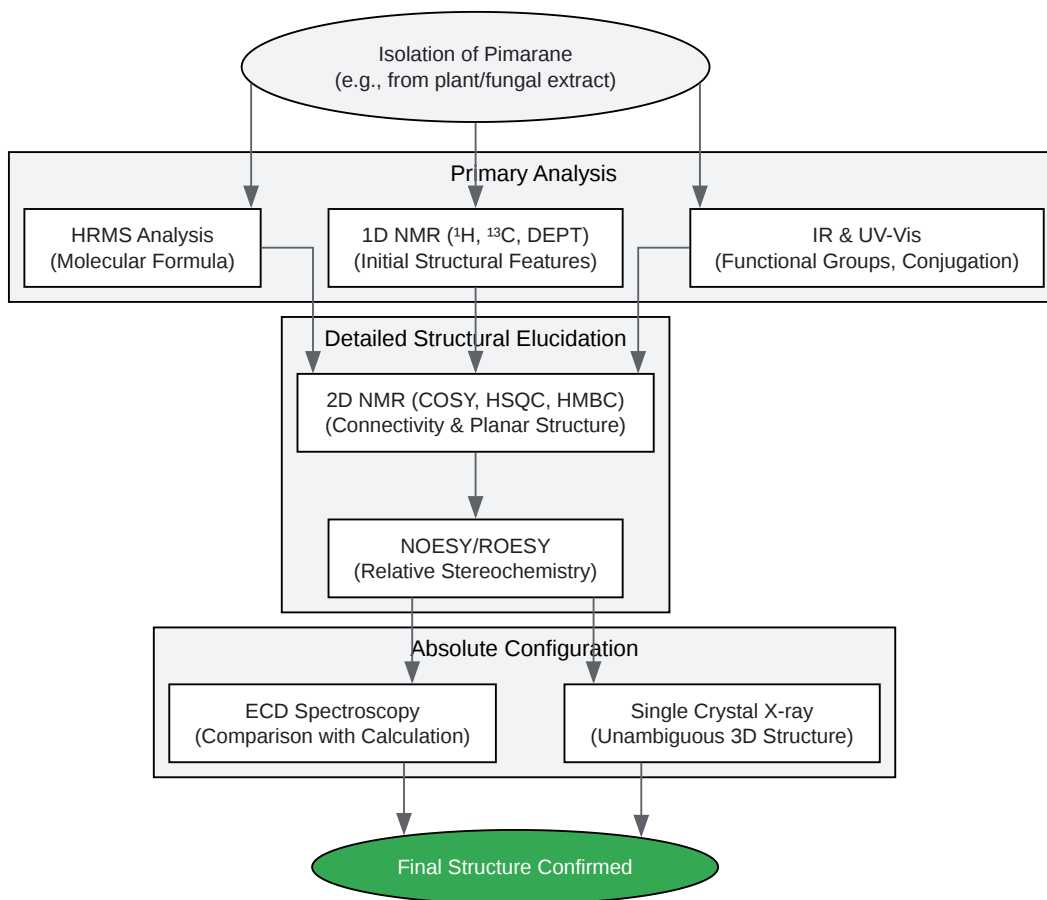 Isolation of Pimarane
(e.g., from plant/fungal extract)
Primary Analysis
HRMS Analysis
(Molecular Formula)
1D NMR (¹H, ¹³C, DEPT)
(Initial Structural Features)
IR & UV-Vis
(Functional Groups, Conjugation)
Detailed Structural Elucidation
2D NMR (COSY, HSQC, HMBC)
(Connectivity & Planar Structure)
NOESY/ROESY
(Relative Stereochemistry)
Absolute Configuration
ECD Spectroscopy
(Comparison with Calculation)
Single Crystal X-ray
(Unambiguous 3D Structure)
Final Structure Confirmed